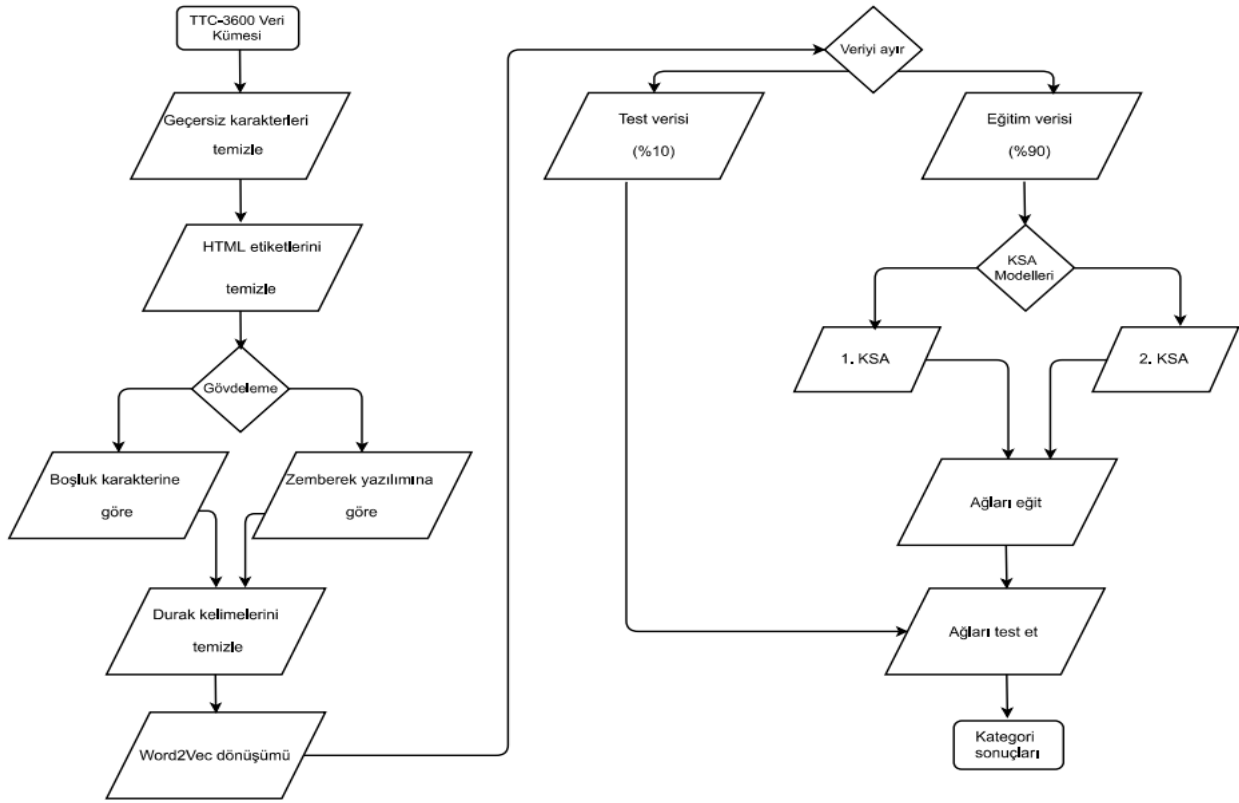 TTC-3600 Veri
Kümesi
Geçersiz karakterleri
temizle
HTML etiketlerini
temizle
Gövdeleme
Boşluk karakterine
göre
Zemberek yazılımına
göre
Durak kelimelerini
temizle
Word2Vec dönüşümü
Veriyi ayır
Test verisi
(%10)
Eğitim verisi
(%90)
KSA
Modelleri
1. KSA
2. KSA
Ağları eğit
Ağları test et
Kategori
sonuçları